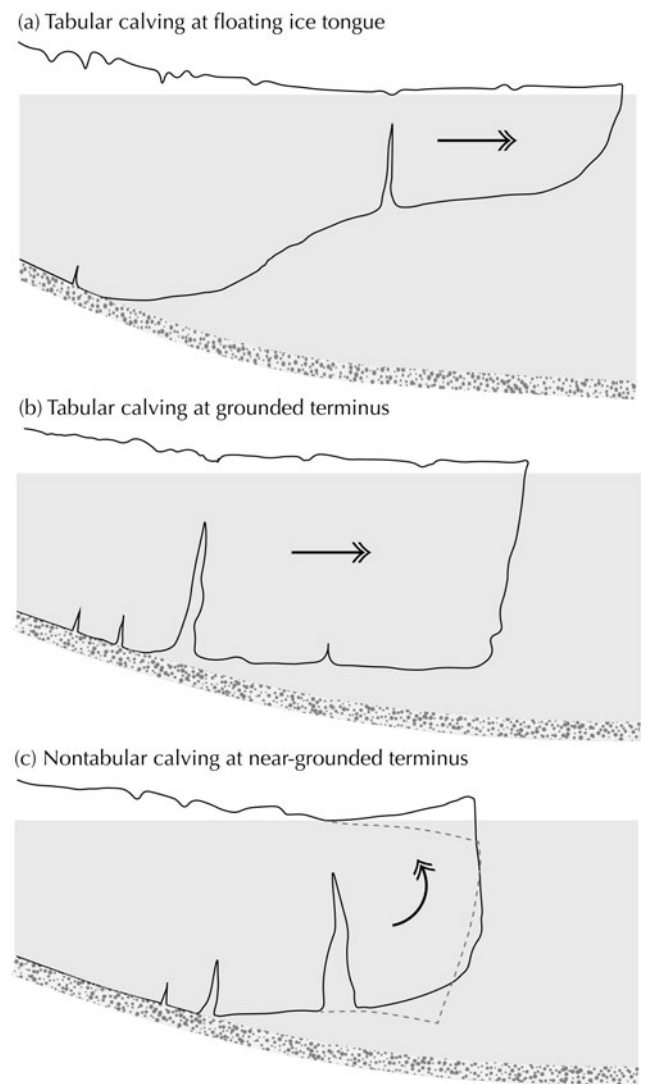 (a) Tabular calving at floating ice tongue
(b) Tabular calving at grounded terminus
(c) Nontabular calving at near-grounded terminus